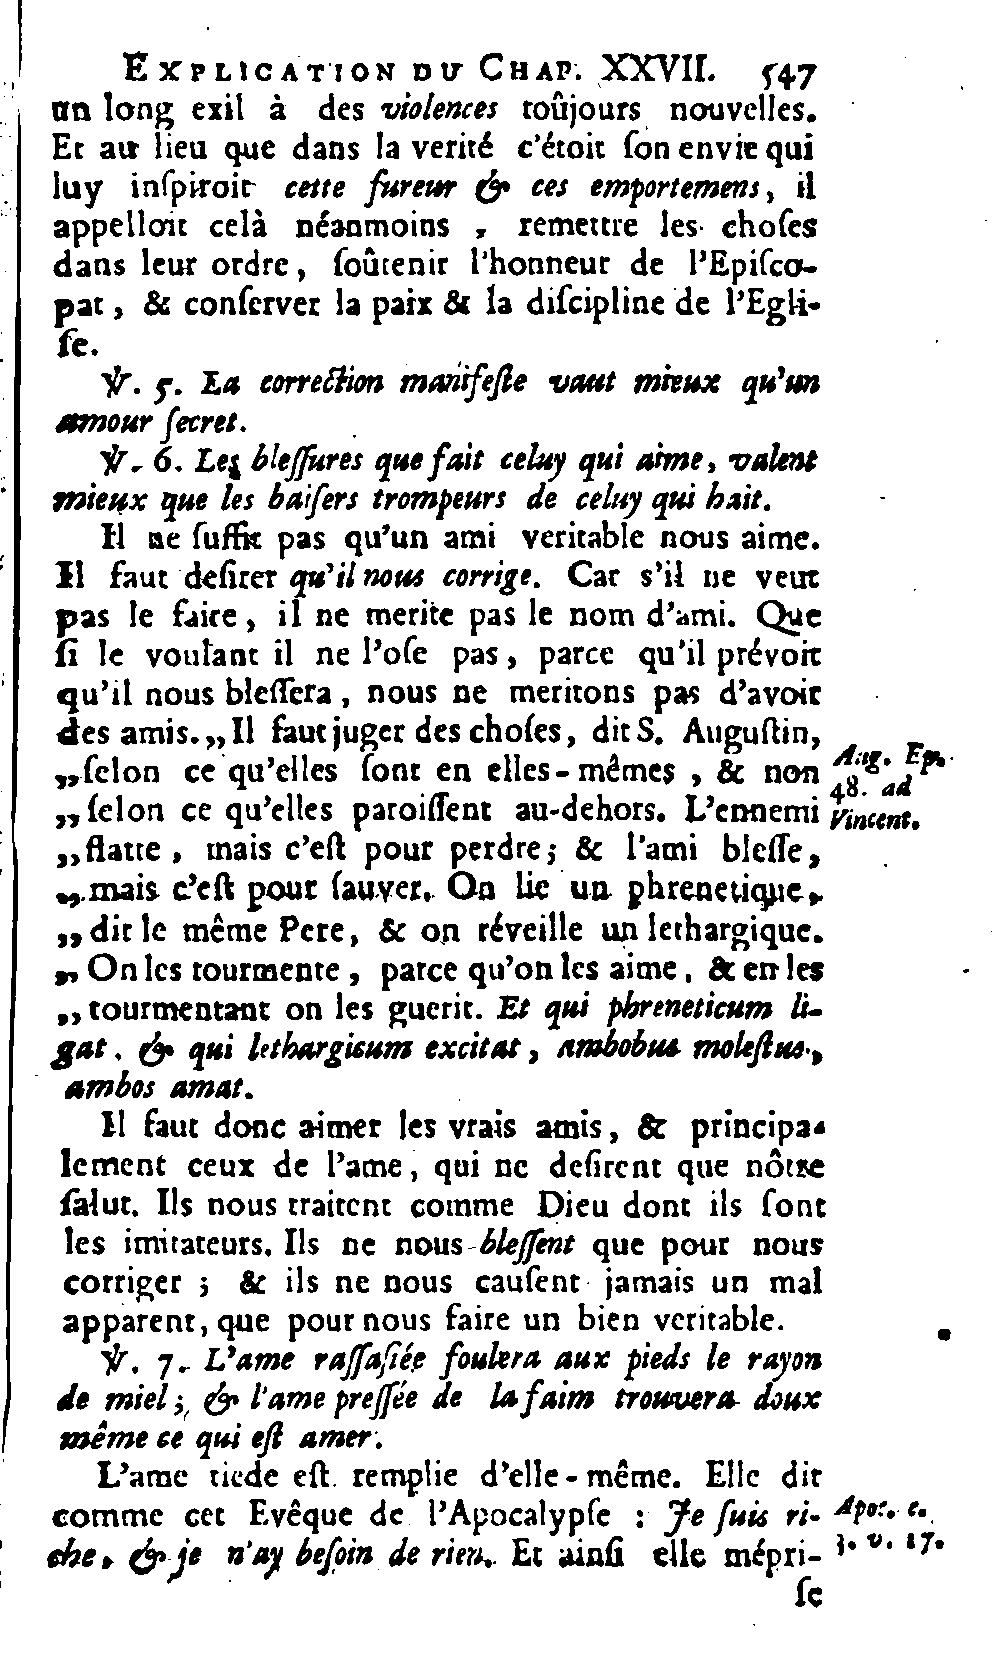 EXPLICATION DU CHAP. XXVII. 547
un long exil à des violences toûjours nouvelles.
Et au lieu que dans la verité c'étoit ſon envie qui
luy inſpiroit cette fureur & ces emportemens, il
appelloit celà néanmoins, remettre les choſes
dans leur ordre, ſoûtenir l'honneur de l'Epiſco-
pat, & conſerver la paix & la diſcipline de l'Egli-
ſe.
℣. 5. La correction manifeſte vaut mieux qu'un
amour ſecret.
℣. 6. Les bleſſures que fait celuy qui aime, valent
mieux que les baiſers trompeurs de celuy qui hait.
Il ne ſuffit pas qu'un ami veritable nous aime.
Il faut deſirer qu'il nous corrige. Car s'il ne veut
pas le faire, il ne merite pas le nom d'ami. Que
ſi le voulant il ne l'oſe pas, parce qu'il prévoit
qu'il nous bleſſera, nous ne meritons pas d'avoir
des amis. „Il faut juger des choſes, dit S. Auguſtin,
„ſelon ce qu'elles ſont en elles-mêmes, & non
„ſelon ce qu'elles paroiſſent au-dehors. L'ennemi
„flatte, mais c'eſt pour perdre; & l'ami bleſſe,
„mais c'eſt pour ſauver. On lie un phrenetique,
„dit le même Pere, & on réveille un lethargique.
„On les tourmente, parce qu'on les aime, & en les
„tourmentant on les guerit. Et qui phreneticum li-
gat, & qui lethargicum excitat, ambobus moleſtus,
ambos amat.
Aug. Ep.
48. ad
Vincent.
Il faut donc aimer les vrais amis, & principa-
lement ceux de l'ame, qui ne deſirent que nôtre
ſalut. Ils nous traitent comme Dieu dont ils ſont
les imitateurs. Ils ne nous bleſſent que pour nous
corriger; & ils ne nous cauſent jamais un mal
apparent, que pour nous faire un bien veritable.
℣. 7. L'ame raſſaſiée foulera aux pieds le rayon
de miel; & l'ame preſſée de la faim trouvera doux
même ce qui eſt amer.
L'ame tiede eſt remplie d'elle-même. Elle dit
comme cet Evêque de l'Apocalypſe : Je ſuis ri-
che, & je n'ay beſoin de rien. Et ainſi elle mépri-
Apoc. c.
3. v. 17.
ſe